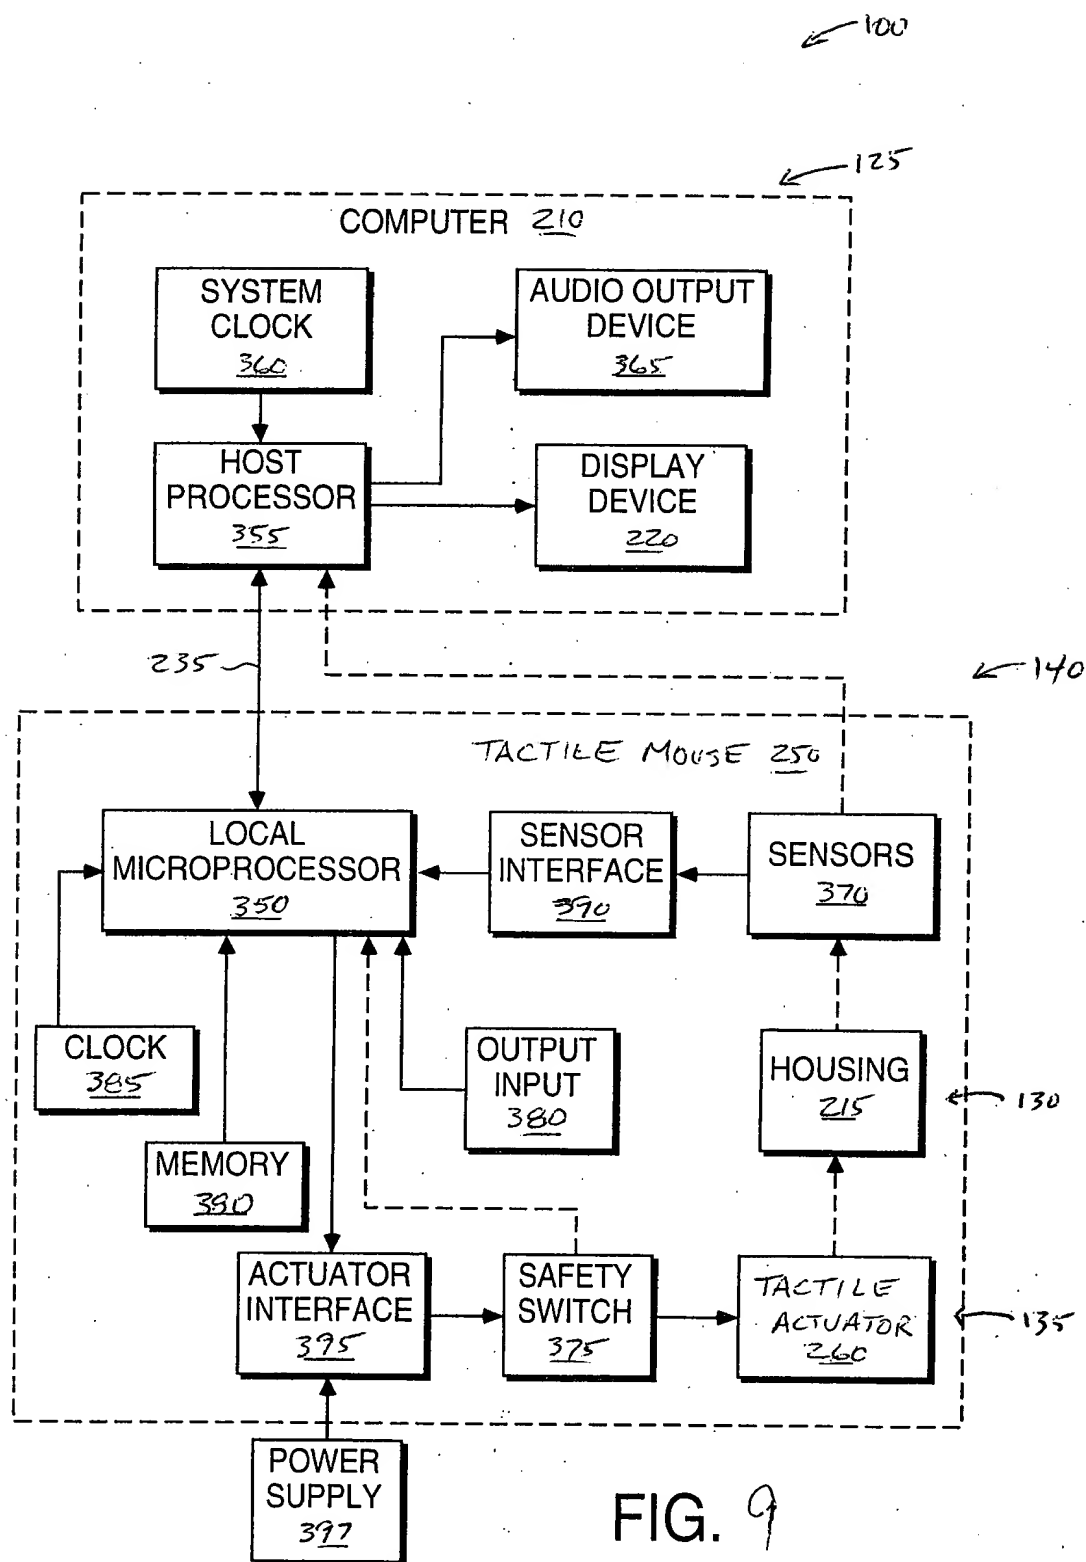 100
125
COMPUTER 210
SYSTEM
CLOCK
360
AUDIO OUTPUT
DEVICE
365
HOST
PROCESSOR
355
DISPLAY
DEVICE
220
235
140
TACTILE MOUSE 250
LOCAL
MICROPROCESSOR
350
SENSOR
INTERFACE
390
SENSORS
370
CLOCK
385
OUTPUT
INPUT
380
HOUSING
215
130
MEMORY
380
ACTUATOR
INTERFACE
395
SAFETY
SWITCH
375
TACTILE
ACTUATOR
260
135
POWER
SUPPLY
397
FIG. 9